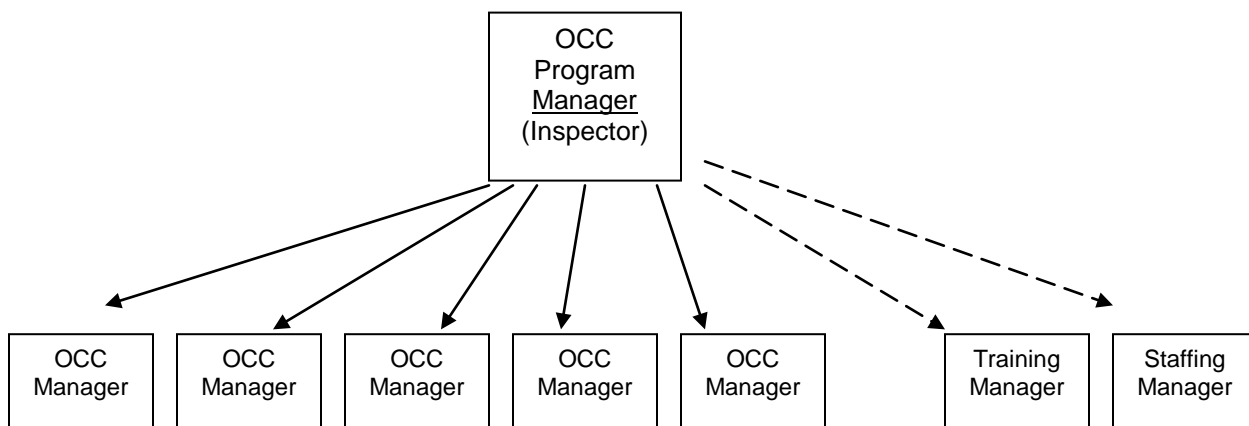 OCC
Program
Manager
(Inspector)
OCC
Manager
OCC
Manager
OCC
Manager
OCC
Manager
OCC
Manager
Training
Manager
Staffing
Manager